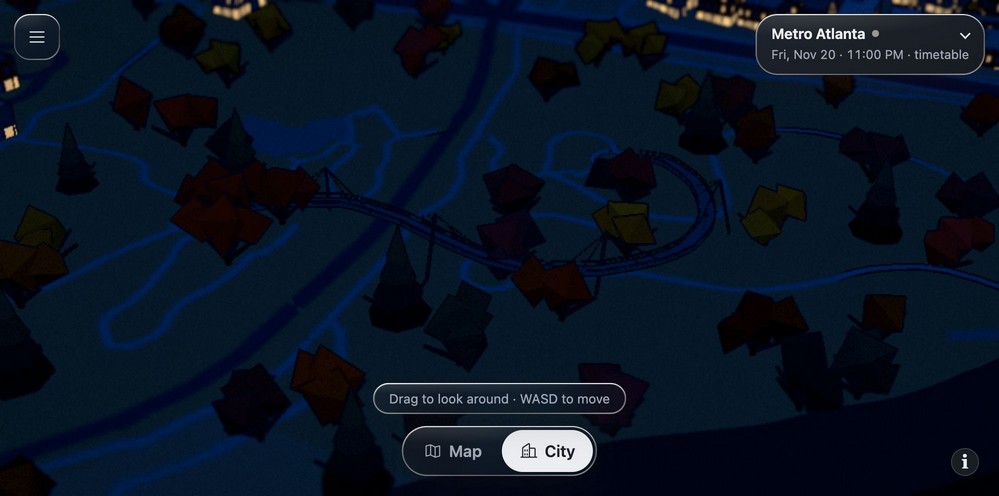 Metro Atlanta
Fri, Nov 20 · 11:00 PM · timetable
Drag to look around · WASD to move
Map
City